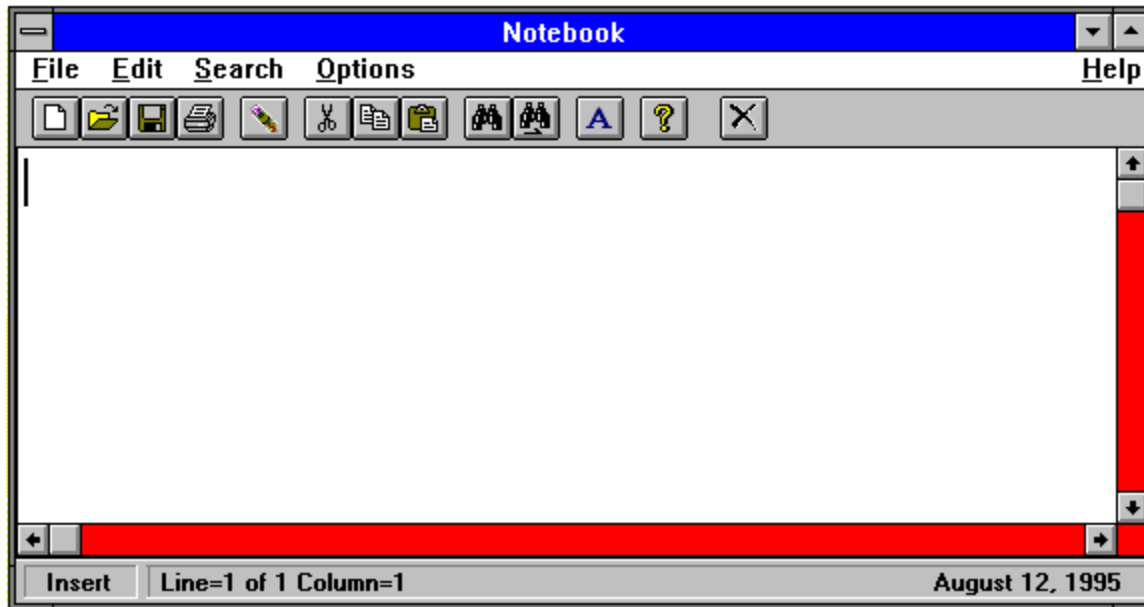 Notebook
File Edit Search Options Help
A ?
Insert Line=1 of 1 Column=1 August 12, 1995